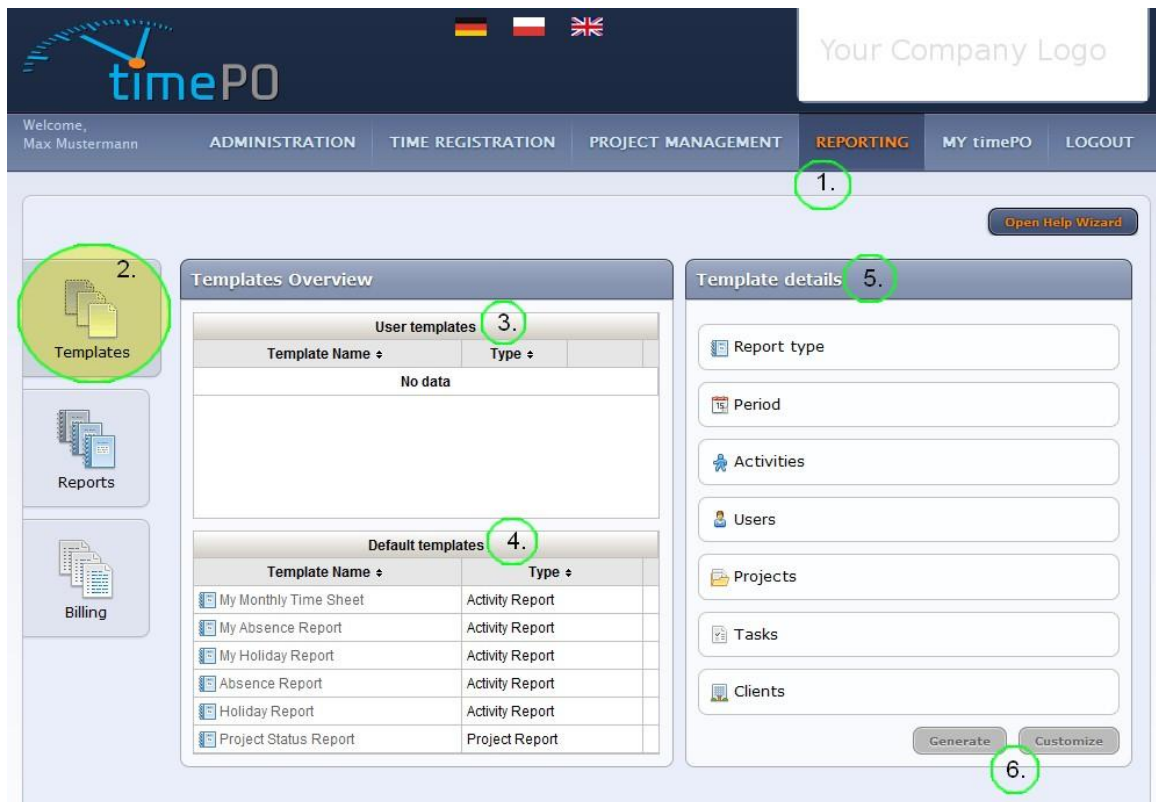 timePO
Your Company Logo
Welcome,
Max Mustermann
ADMINISTRATION
TIME REGISTRATION
PROJECT MANAGEMENT
REPORTING
MY timePO
LOGOUT
1.
Open Help Wizard
2.
Templates
Reports
Billing
Templates Overview
User templates 3.
Template Name Type
No data
Default templates 4.
Template Name Type
My Monthly Time Sheet Activity Report
My Absence Report Activity Report
My Holiday Report Activity Report
Absence Report Activity Report
Holiday Report Activity Report
Project Status Report Project Report
Template details 5.
Report type
15 Period
Activities
Users
Projects
Tasks
Clients
Generate Customize
6.